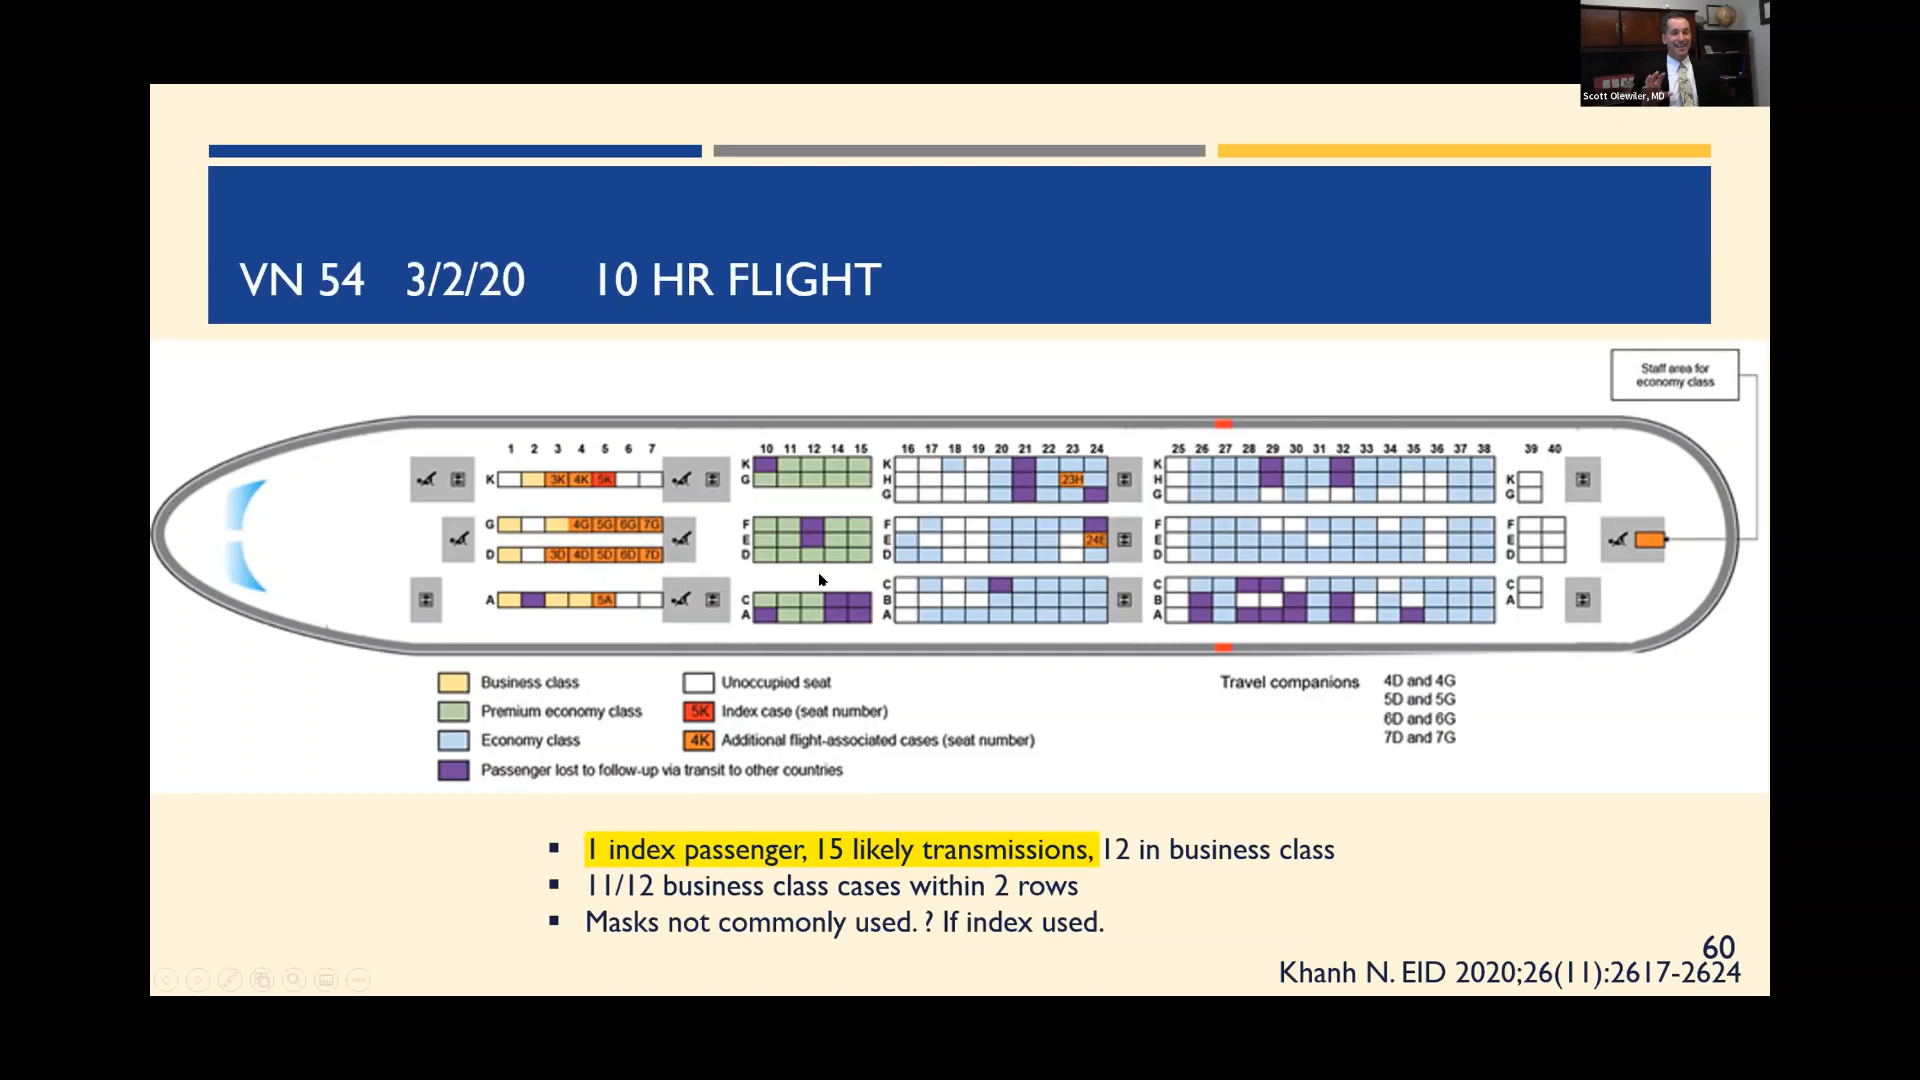 Scott Olewiler, MD
VN 54 3/2/20 10 HR FLIGHT
Staff area for
economy class
1 2 3 4 5 6 7
10 11 12 14 15
16 17 18 19 20 21 22 23 24
25 26 27 28 29 30 31 32 33 34 35 36 37 38
39 40
K 3K 4K 5K
G 4G 5G 6G 7G
D 3D 4D 5D 6D 7D
A 5A
K
G
F
E
D
C
A
K
H 23H
G
F
E 24E
D
C
B
A
K
H
G
F
E
D
C
B
A
K
G
F
E
D
C
A
Business class
Unoccupied seat
Premium economy class
5K Index case (seat number)
Economy class
4K Additional flight-associated cases (seat number)
Passenger lost to follow-up via transit to other countries
Travel companions 4D and 4G
5D and 5G
6D and 6G
7D and 7G
1 index passenger, 15 likely transmissions, 12 in business class
11/12 business class cases within 2 rows
Masks not commonly used. ? If index used.
60
Khanh N. EID 2020;26(11):2617-2624